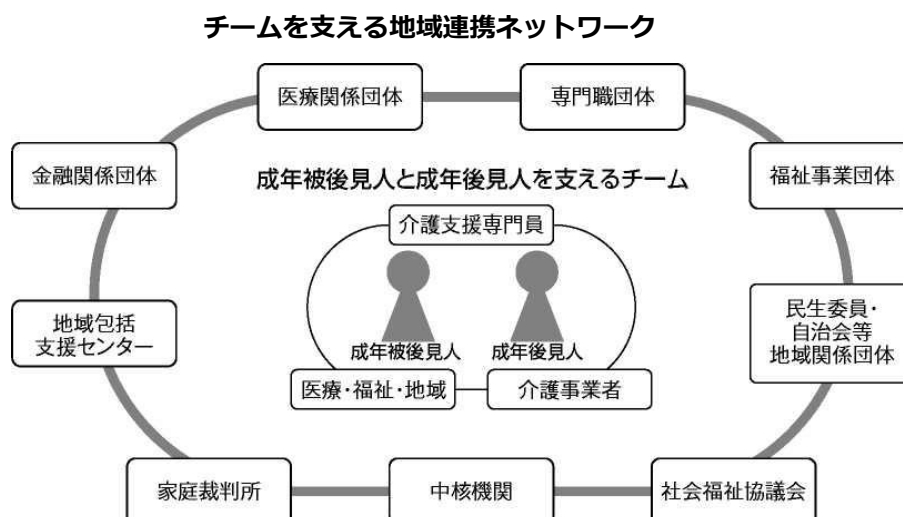 チームを支える地域連携ネットワーク
医療関係団体
専門職団体
金融関係団体
成年被後見人と成年後見人を支えるチーム
福祉事業団体
介護支援専門員
地域包括
支援センター
民生委員・
自治会等
地域関係団体
成年被後見人
成年後見人
医療・福祉・地域
介護事業者
家庭裁判所
中核機関
社会福祉協議会